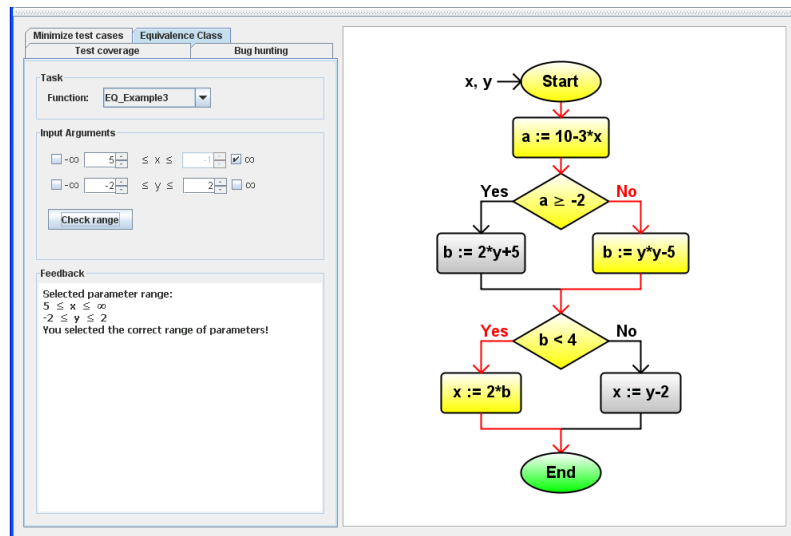 Minimize test cases Equivalence Class
Test coverage Bug hunting
Task
Function: EQ_Example3
Input Arguments
-∞ 5 ≤ x ≤ -1 ∞
-∞ -2 ≤ y ≤ 2 ∞
Check range
Feedback
Selected parameter range:
5 ≤ x ≤ ∞
-2 ≤ y ≤ 2
You selected the correct range of parameters!
x, y Start
a := 10-3*x
Yes a ≥ -2 No
b := 2*y+5 b := y*y-5
Yes b < 4 No
x := 2*b x := y-2
End